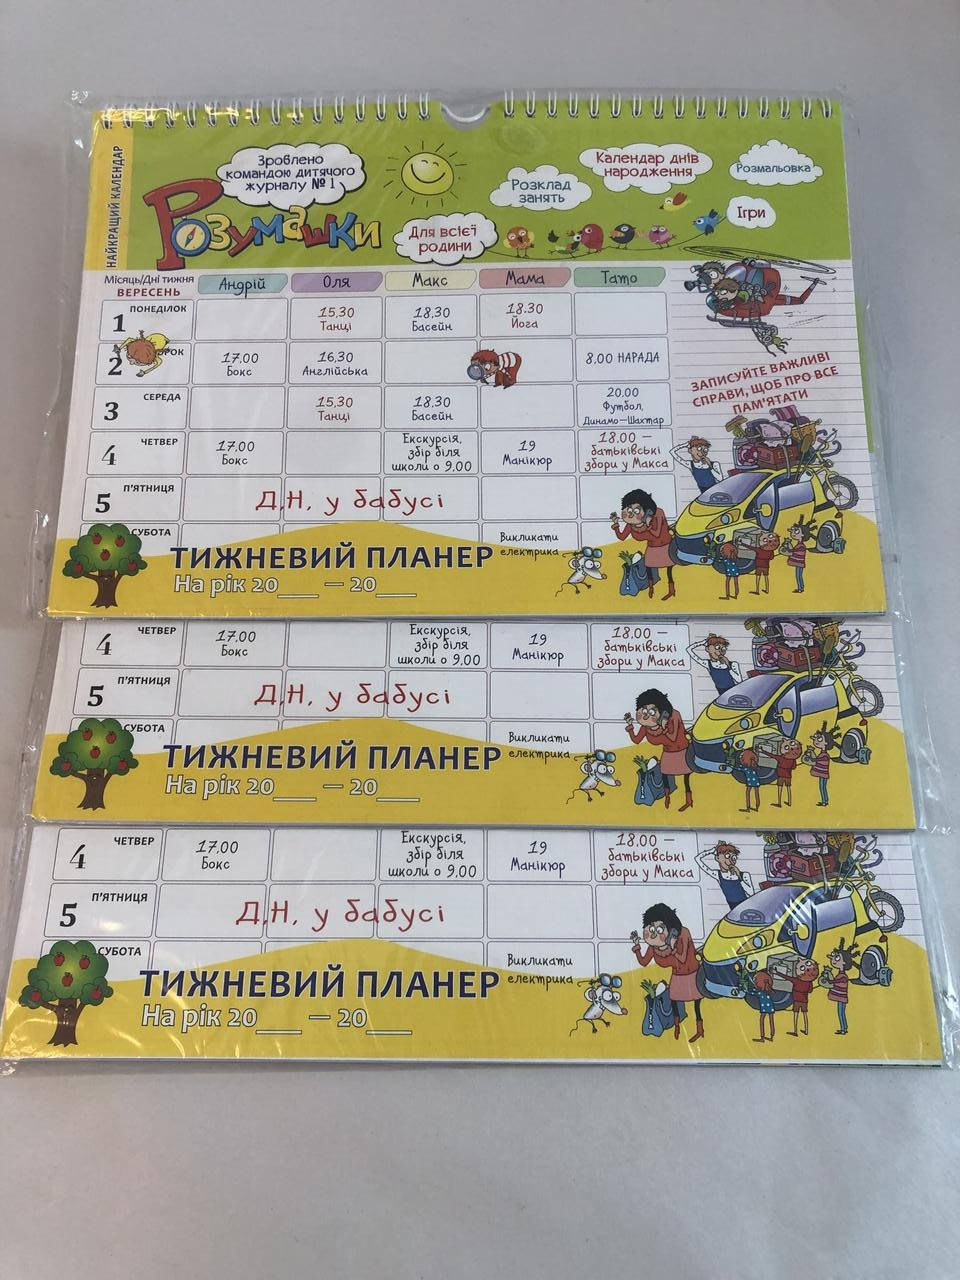 НАЙКРАЩИЙ КАЛЕНДАР
Зроблено
командою дитячого
журналу № 1
Розумашки
Для всієї
родини
Розклад
занять
Календар днів
народження
Розмальовка
Ігри
Місяць/Дні тижня
ВЕРЕСЕНЬ
Андрій Оля Макс Мама Тато
1 ПОНЕДІЛОК
15.30
Танці
18.30
Басейн
18.30
Йога
2
17.00
Бокс
16.30
Англійська
8.00 НАРАДА
3 СЕРЕДА
15.30
Танці
18.30
Басейн
20.00
Футбол,
Динамо–Шахтар
4 ЧЕТВЕР
17.00
Бокс
Екскурсія,
збір біля
школи о 9.00
19
Манікюр
18.00 –
батьківські
збори у Макса
5 П'ЯТНИЦЯ
Д.Н. у бабусі
СУБОТА
Викликати
електрика
ЗАПИСУЙТЕ ВАЖЛИВІ
СПРАВИ, ЩОБ ПРО ВСЕ
ПАМ'ЯТАТИ
ТИЖНЕВИЙ ПЛАНЕР
На рік 20___ – 20___
4 ЧЕТВЕР
17.00
Бокс
Екскурсія,
збір біля
школи о 9.00
19
Манікюр
18.00 –
батьківські
збори у Макса
5 П'ЯТНИЦЯ
Д.Н. у бабусі
СУБОТА
Викликати
електрика
ТИЖНЕВИЙ ПЛАНЕР
На рік 20___ – 20___
4 ЧЕТВЕР
17.00
Бокс
Екскурсія,
збір біля
школи о 9.00
19
Манікюр
18.00 –
батьківські
збори у Макса
5 П'ЯТНИЦЯ
Д.Н. у бабусі
СУБОТА
Викликати
електрика
ТИЖНЕВИЙ ПЛАНЕР
На рік 20___ – 20___